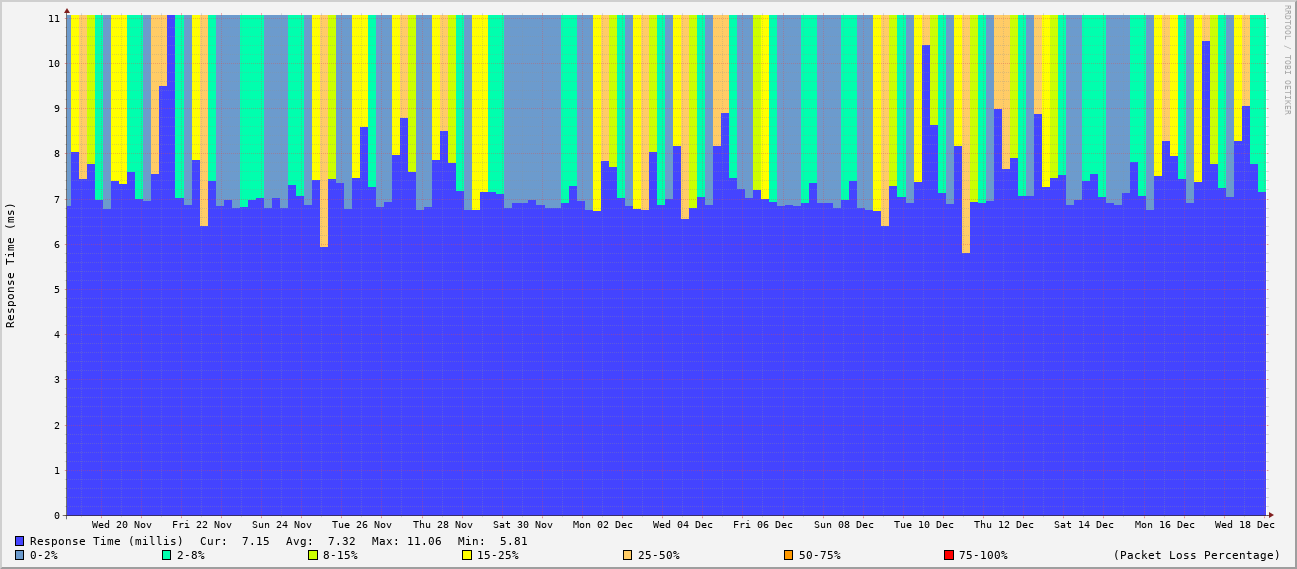 RRDTOOL / TOBI OETIKER
Response Time (ms)
11
10
9
8
7
6
5
4
3
2
1
0
Wed 20 Nov Fri 22 Nov Sun 24 Nov Tue 26 Nov Thu 28 Nov Sat 30 Nov Mon 02 Dec Wed 04 Dec Fri 06 Dec Sun 08 Dec Tue 10 Dec Thu 12 Dec Sat 14 Dec Mon 16 Dec Wed 18 Dec
Response Time (millis) Cur: 7.15 Avg: 7.32 Max: 11.06 Min: 5.81
0-2% 2-8% 8-15% 15-25% 25-50% 50-75% 75-100% (Packet Loss Percentage)